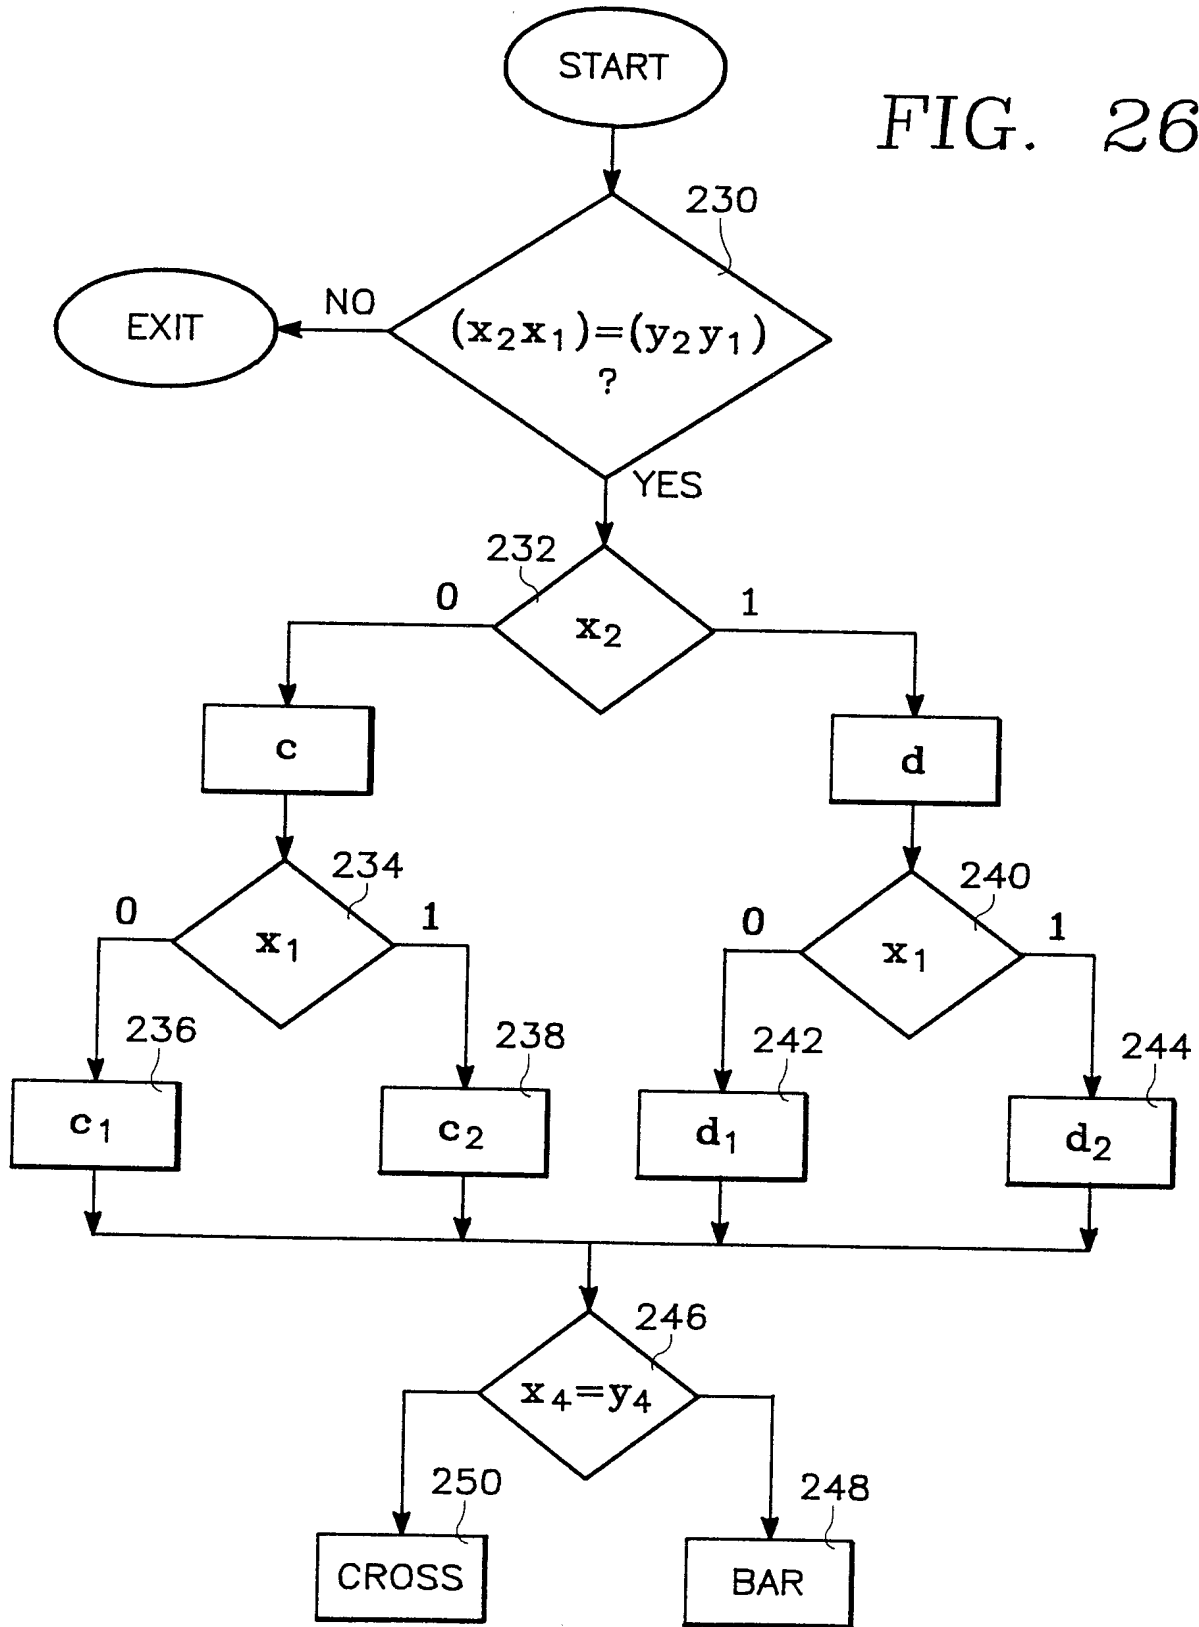 START
FIG. 26
230
EXIT
NO
(x₂x₁)=(y₂y₁)
?
YES
232
0
1
x₂
c
d
234
240
0
1
0
1
x₁
x₁
236
238
242
244
c₁
c₂
d₁
d₂
246
x₄=y₄
250
248
CROSS
BAR